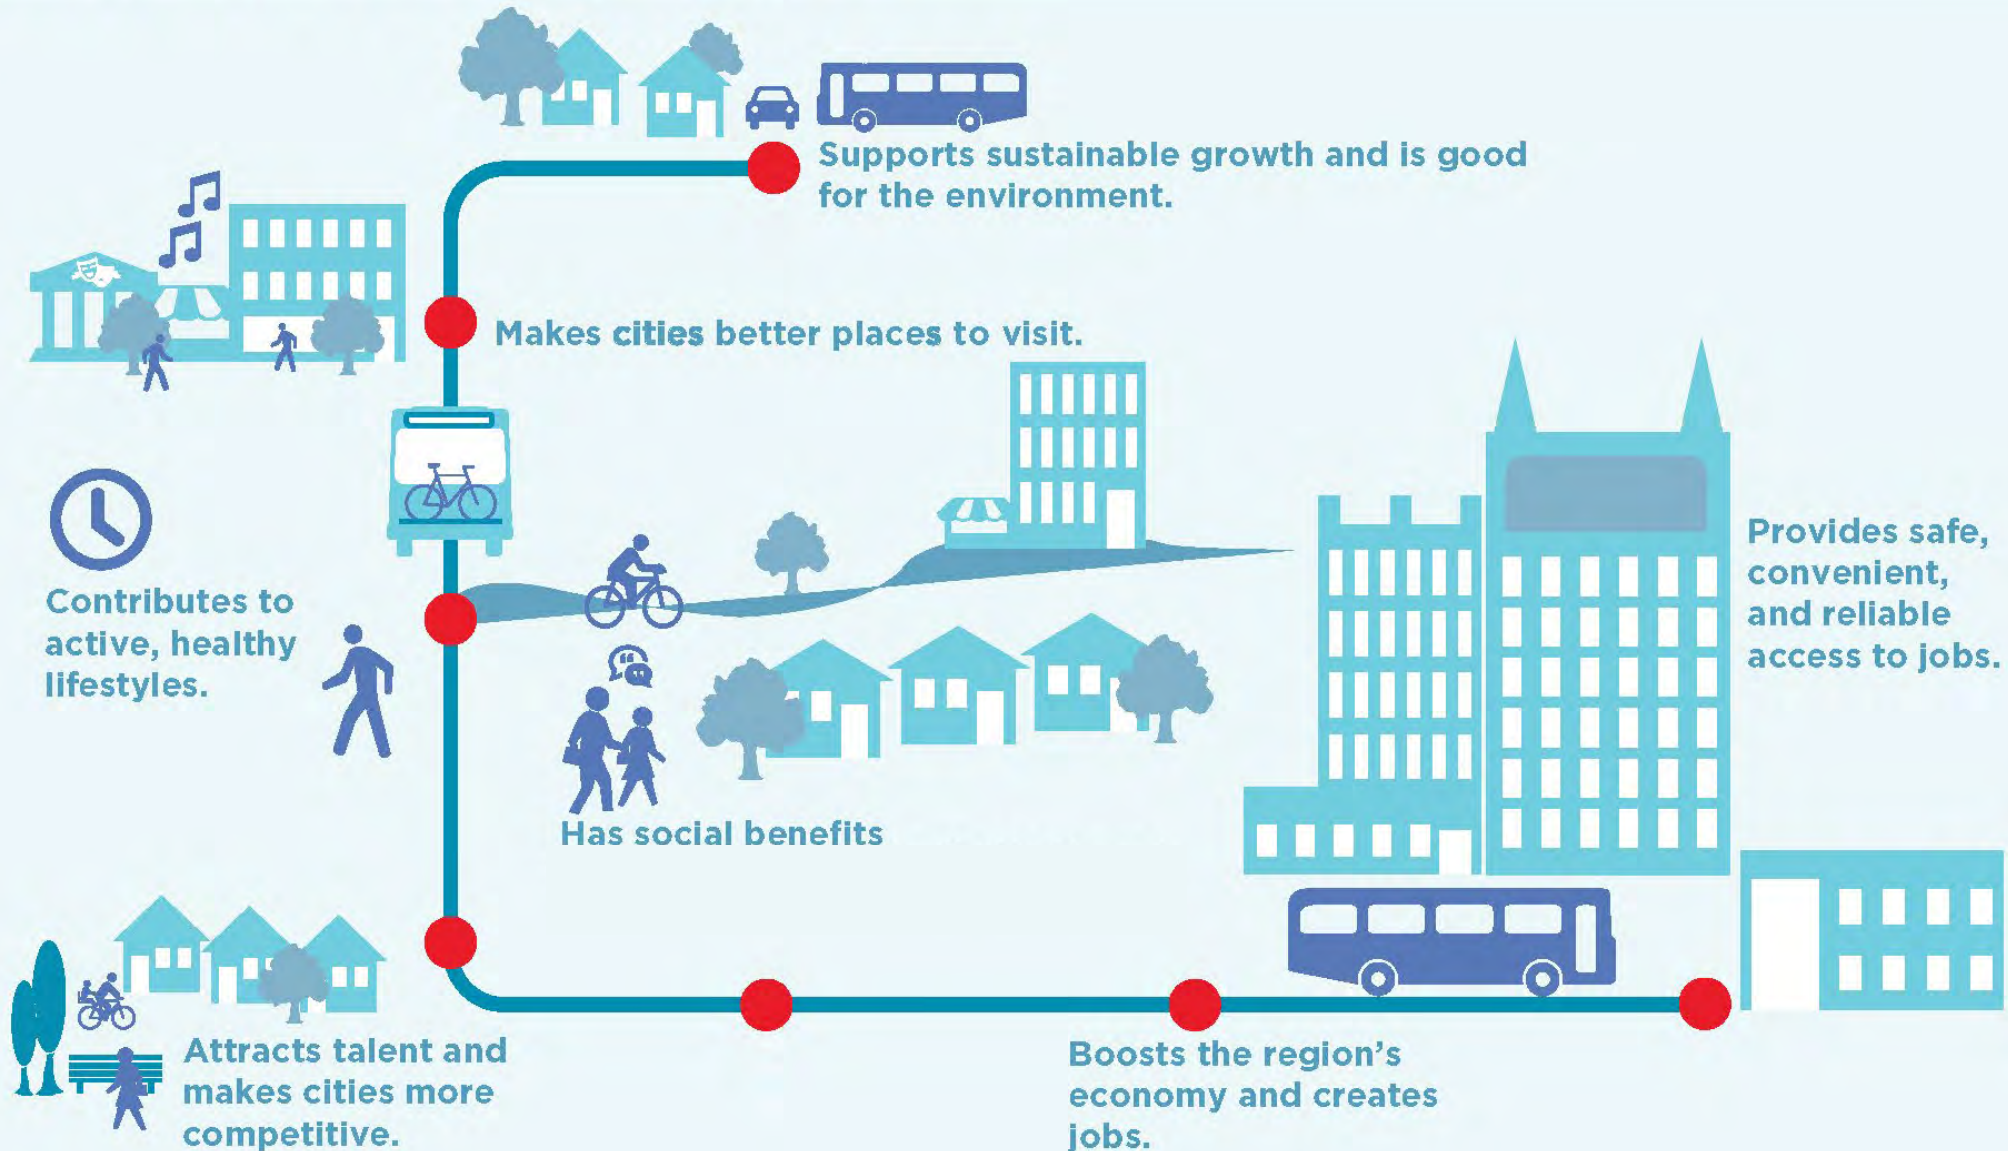 Supports sustainable growth and is good
for the environment.
Makes cities better places to visit.
Contributes to
active, healthy
lifestyles.
Provides safe,
convenient,
and reliable
access to jobs.
Has social benefits
Attracts talent and
makes cities more
competitive.
Boosts the region's
economy and creates
jobs.